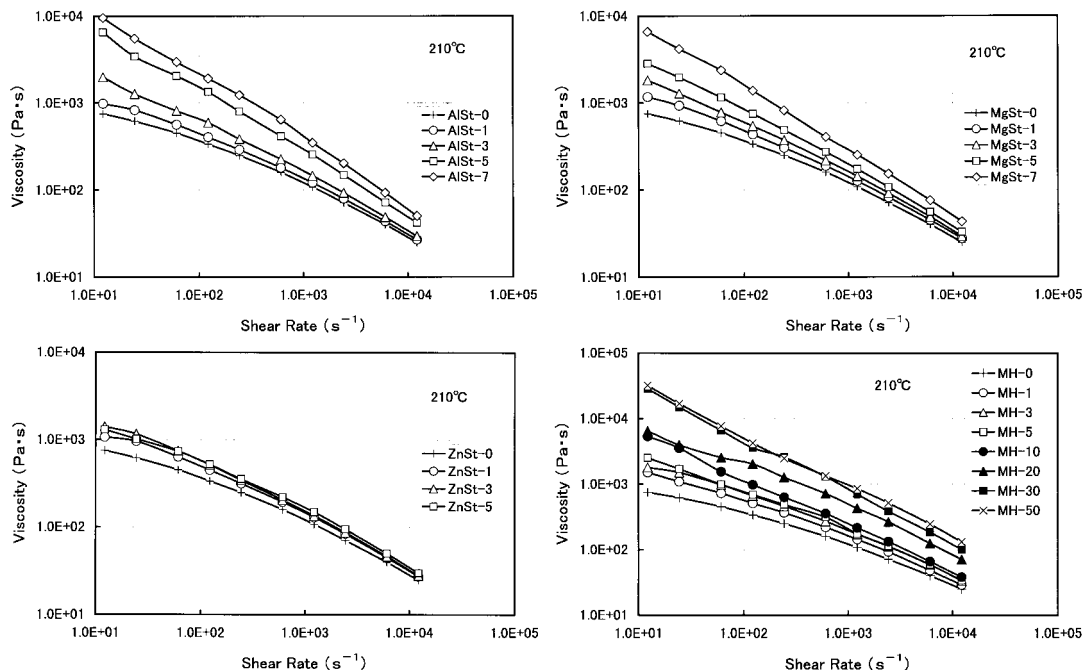 1.0E+04
1.0E+03
1.0E+02
1.0E+01
Viscosity (Pa·s)
210℃
AlSt-0
AlSt-1
AlSt-3
AlSt-5
AlSt-7
1.0E+01 1.0E+02 1.0E+03 1.0E+04 1.0E+05
Shear Rate (s⁻¹)
1.0E+04
1.0E+03
1.0E+02
1.0E+01
Viscosity (Pa·s)
210℃
MgSt-0
MgSt-1
MgSt-3
MgSt-5
MgSt-7
1.0E+01 1.0E+02 1.0E+03 1.0E+04 1.0E+05
Shear Rate (s⁻¹)
1.0E+04
1.0E+03
1.0E+02
1.0E+01
Viscosity (Pa·s)
210℃
ZnSt-0
ZnSt-1
ZnSt-3
ZnSt-5
1.0E+01 1.0E+02 1.0E+03 1.0E+04 1.0E+05
Shear Rate (s⁻¹)
1.0E+05
1.0E+04
1.0E+03
1.0E+02
1.0E+01
Viscosity (Pa·s)
210℃
MH-0
MH-1
MH-3
MH-5
MH-10
MH-20
MH-30
MH-50
1.0E+01 1.0E+02 1.0E+03 1.0E+04 1.0E+05
Shear Rate (s⁻¹)